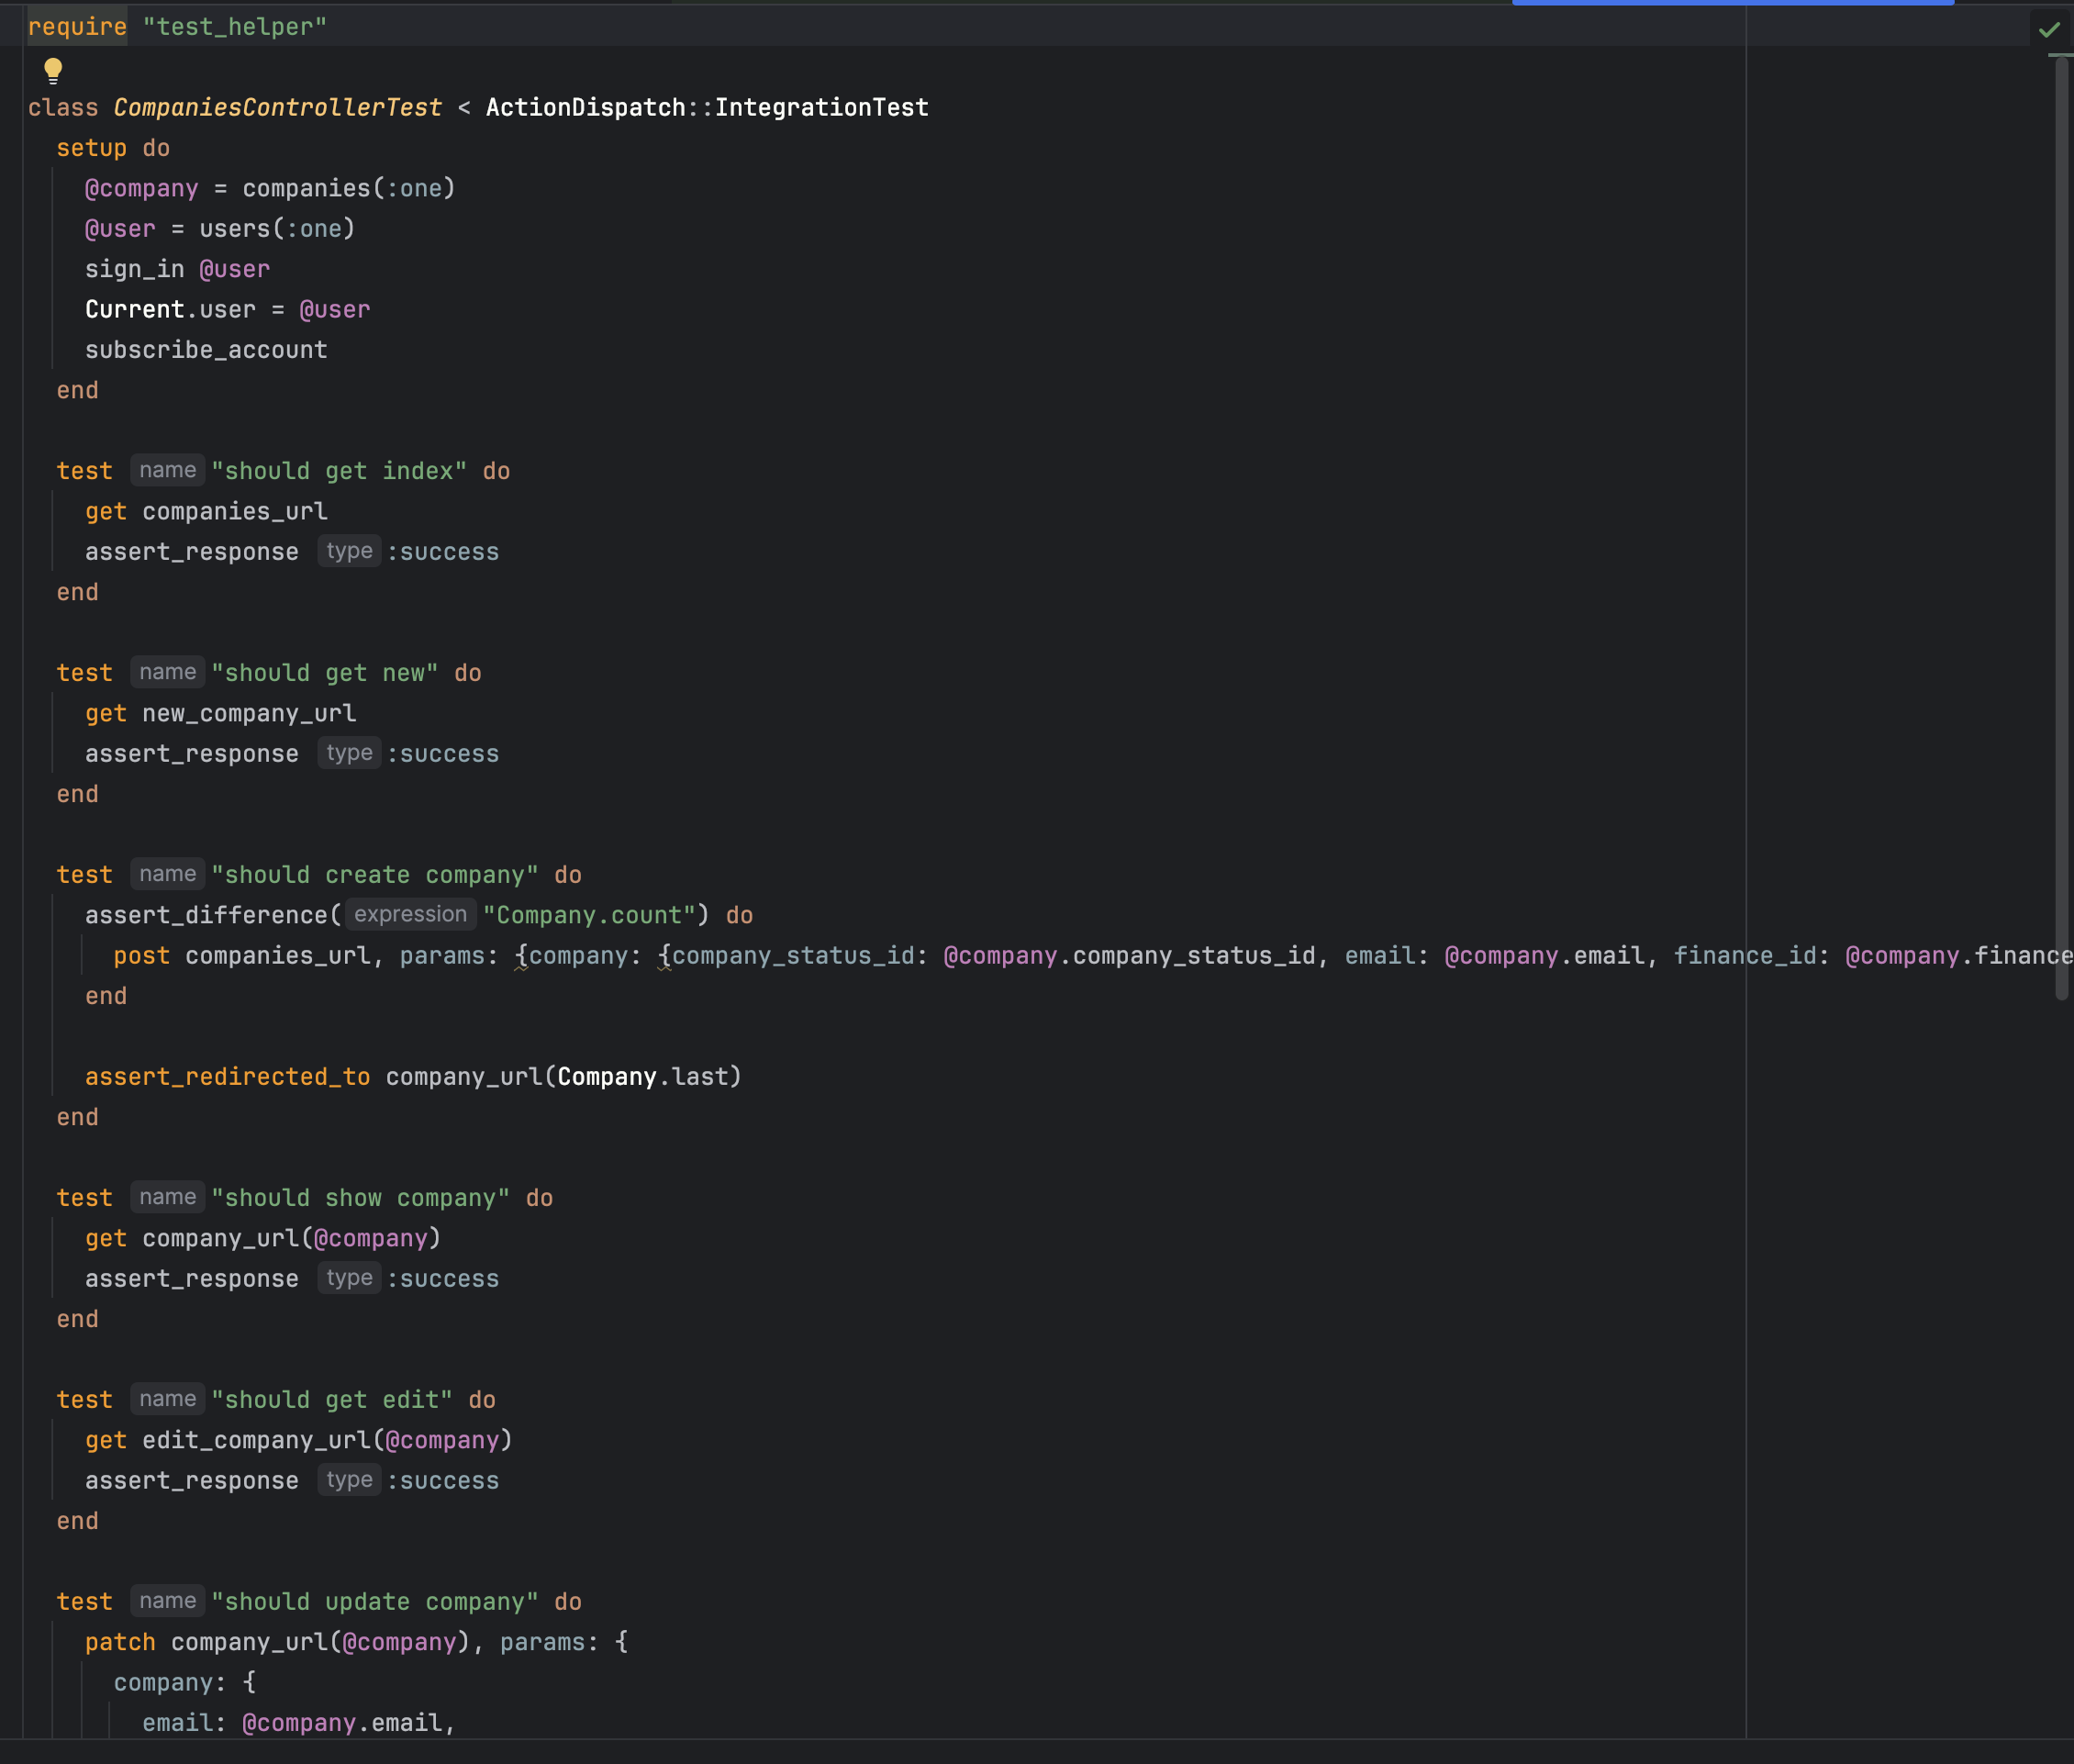 require "test_helper"
class CompaniesControllerTest < ActionDispatch::IntegrationTest
  setup do
    @company = companies(:one)
    @user = users(:one)
    sign_in @user
    Current.user = @user
    subscribe_account
  end
  test name "should get index" do
    get companies_url
    assert_response type :success
  end
  test name "should get new" do
    get new_company_url
    assert_response type :success
  end
  test name "should create company" do
    assert_difference( expression "Company.count") do
      post companies_url, params: {company: {company_status_id: @company.company_status_id, email: @company.email, finance_id: @company.finance
    end
    assert_redirected_to company_url(Company.last)
  end
  test name "should show company" do
    get company_url(@company)
    assert_response type :success
  end
  test name "should get edit" do
    get edit_company_url(@company)
    assert_response type :success
  end
  test name "should update company" do
    patch company_url(@company), params: {
      company: {
        email: @company.email,